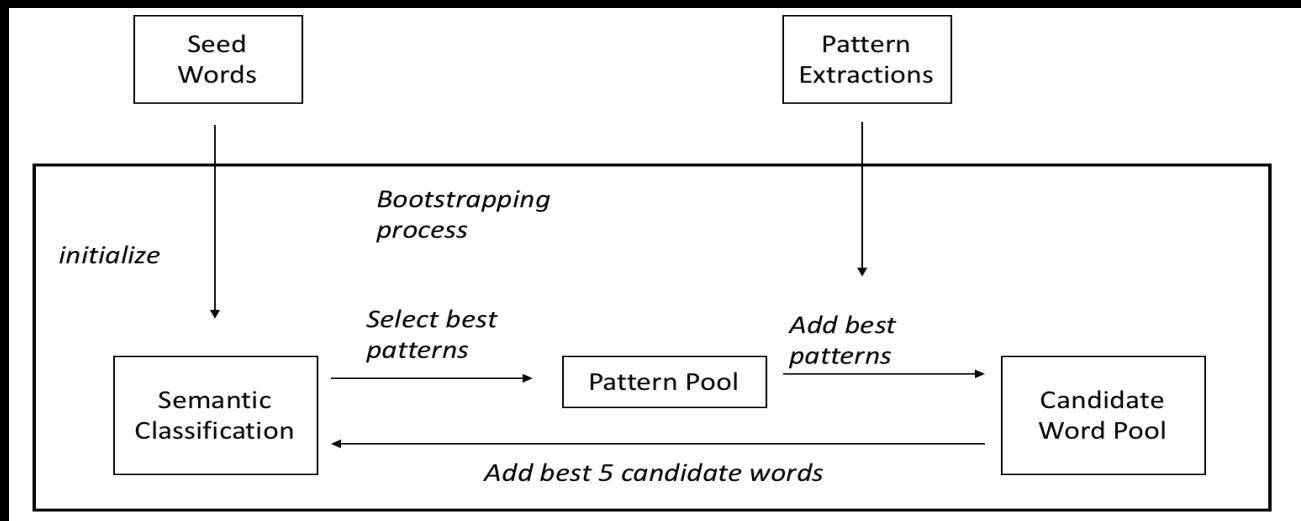 Seed
Words
Pattern
Extractions
Bootstrapping
process
initialize
Select best
patterns
Add best
patterns
Semantic
Classification
Pattern Pool
Candidate
Word Pool
Add best 5 candidate words